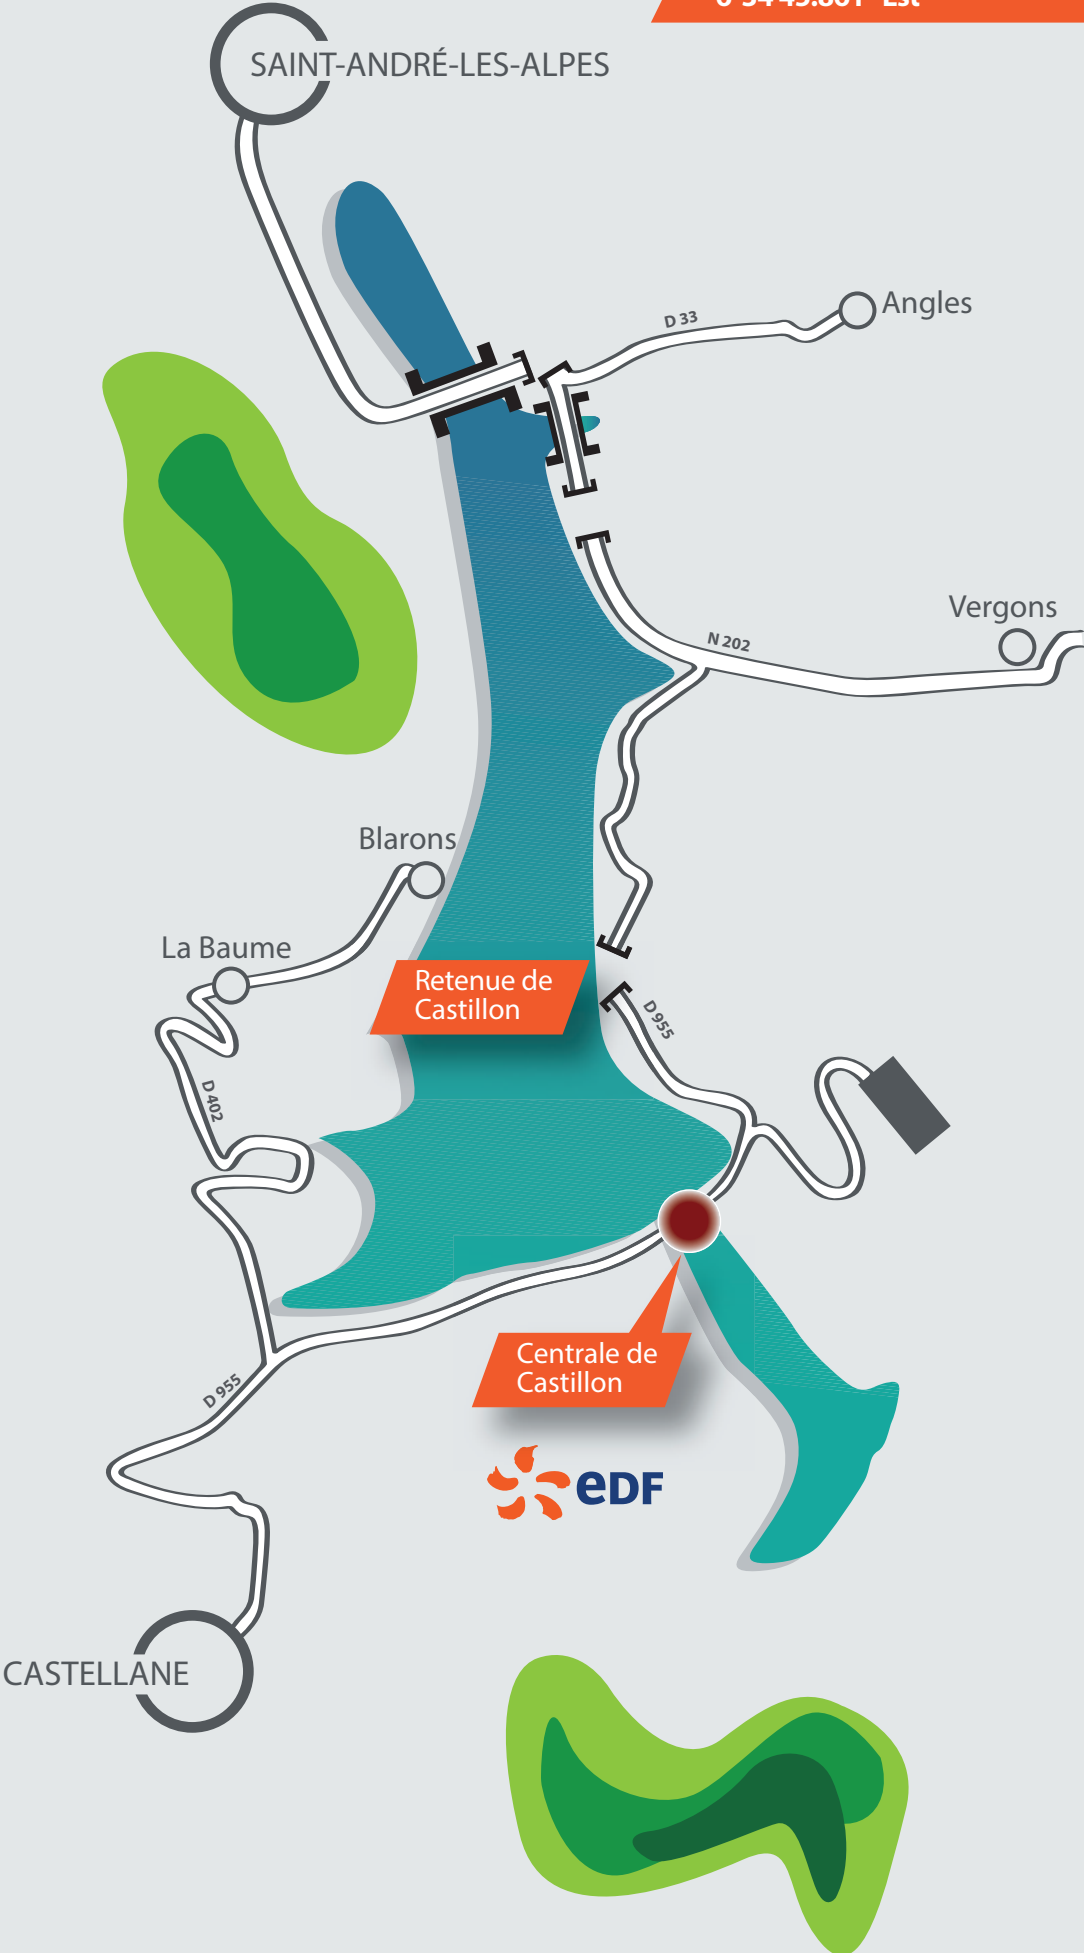 Est
SAINT-ANDRÉ-LES-ALPES
Angles
D 33
Vergons
N 202
Blarons
La Baume
Retenue de
Castillon
D 955
D 402
Centrale de
Castillon
D 955
eDF
CASTELLANE